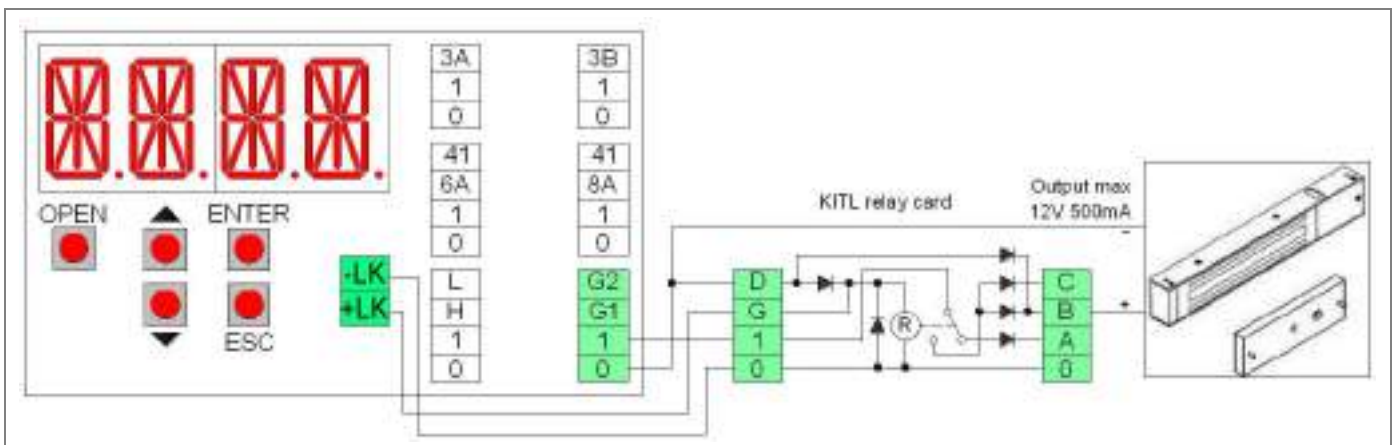 OPEN ▲ ENTER
▼ ESC
-LK
+LK
3A
1
0
41
6A
1
0
L
H
1
0
3B
1
0
41
8A
1
0
G2
G1
1
0
KITL relay card
D
G
1
0
R
C
B
A
0
Output max
12V 500mA
-
+